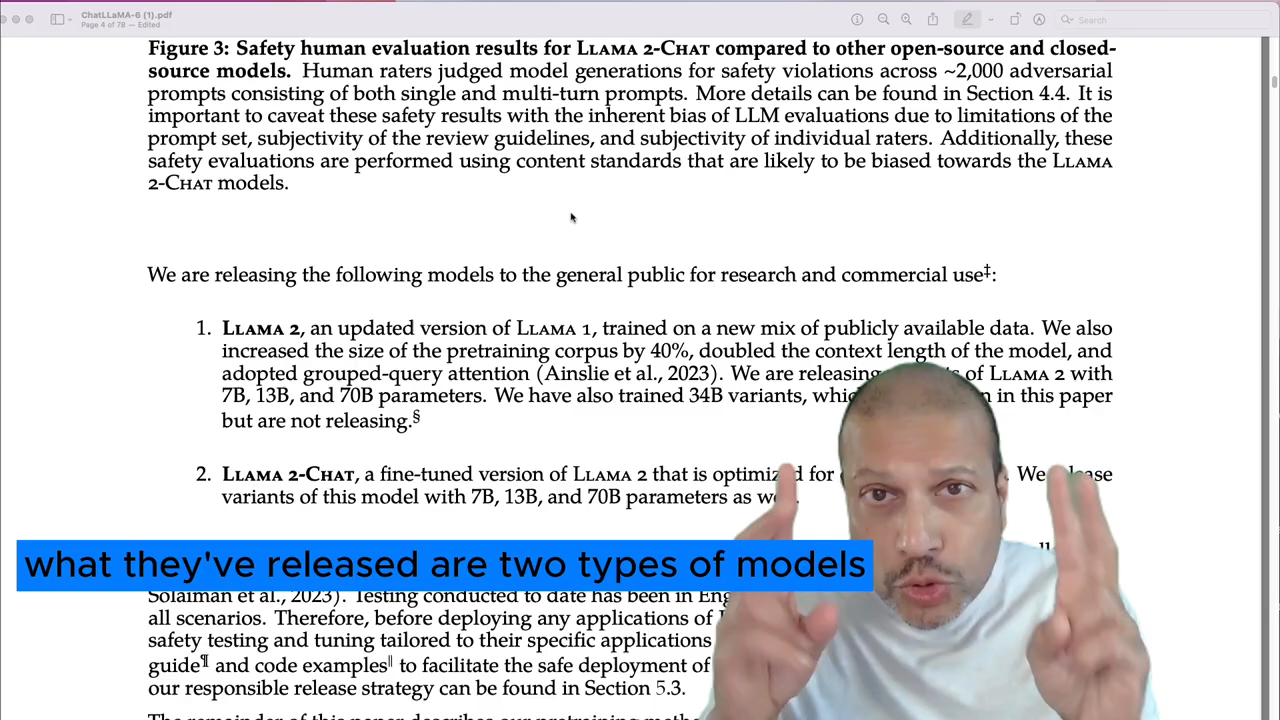 ChatLLaMA-6 (1).pdf
Page 4 of 78 — Edited
Search
Figure 3: Safety human evaluation results for LLAMA 2-CHAT compared to other open-source and closed-
source models. Human raters judged model generations for safety violations across ~2,000 adversarial
prompts consisting of both single and multi-turn prompts. More details can be found in Section 4.4. It is
important to caveat these safety results with the inherent bias of LLM evaluations due to limitations of the
prompt set, subjectivity of the review guidelines, and subjectivity of individual raters. Additionally, these
safety evaluations are performed using content standards that are likely to be biased towards the LLAMA
2-CHAT models.
We are releasing the following models to the general public for research and commercial use‡:
1. LLAMA 2, an updated version of LLAMA 1, trained on a new mix of publicly available data. We also
increased the size of the pretraining corpus by 40%, doubled the context length of the model, and
adopted grouped-query attention (Ainslie et al., 2023). We are releasing of LLAMA 2 with
7B, 13B, and 70B parameters. We have also trained 34B variants, in this paper
but are not releasing.§
2. LLAMA 2-CHAT, a fine-tuned version of LLAMA 2 that is optimized for We
variants of this model with 7B, 13B, and 70B parameters as
what they've released are two types of models
Solaiman et al., 2023). Testing conducted to date has been in
all scenarios. Therefore, before deploying any applications of
safety testing and tuning tailored to their specific applications
guide¶ and code examples‖ to facilitate the safe deployment of
our responsible release strategy can be found in Section 5.3.
The remainder of this paper describes our pretraining